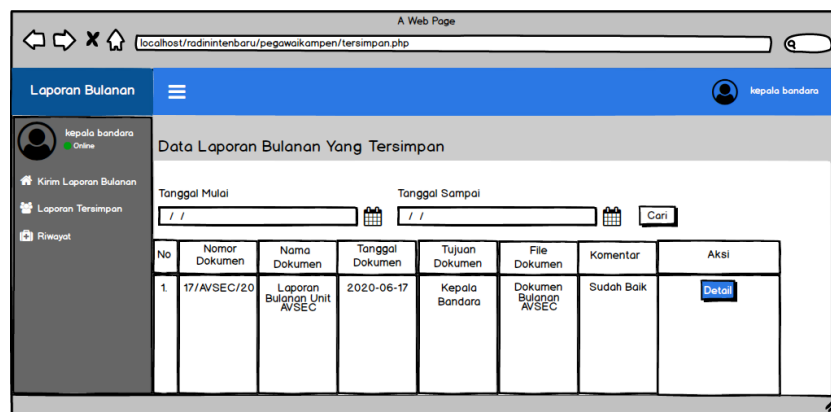 A Web Page
localhost/radinintenbaru/pegawaikampen/tersimpan.php
Laporan Bulanan
kepala bandara
kepala bandara
Online
Kirim Laporan Bulanan
Laporan Tersimpan
Riwayat
Data Laporan Bulanan Yang Tersimpan
Tanggal Mulai
Tanggal Sampai
/ /
/ /
Cari
No
Nomor
Dokumen
Nama
Dokumen
Tanggal
Dokumen
Tujuan
Dokumen
File
Dokumen
Komentar
Aksi
1.
17/AVSEC/20
Laporan
Bulanan Unit
AVSEC
2020-06-17
Kepala
Bandara
Dokumen
Bulanan
AVSEC
Sudah Baik
Detail